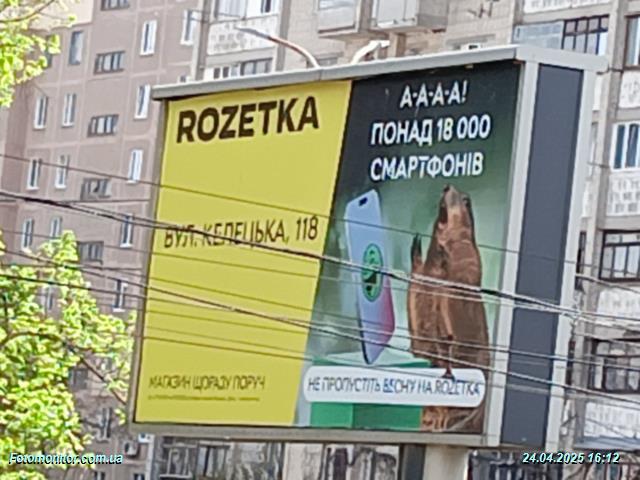 ROZETKA
ВУЛ. КЕЛЕЦЬКА, 118
МАГАЗИН ЩОРАДУ ПОРУЧ
А-А-А-А!
ПОНАД 18 000
СМАРТФОНІВ
НЕ ПРОПУСТІТЬ ВЕСНУ НА ROZETKA
Fotomonitor.com.ua
24.04.2025 16:12